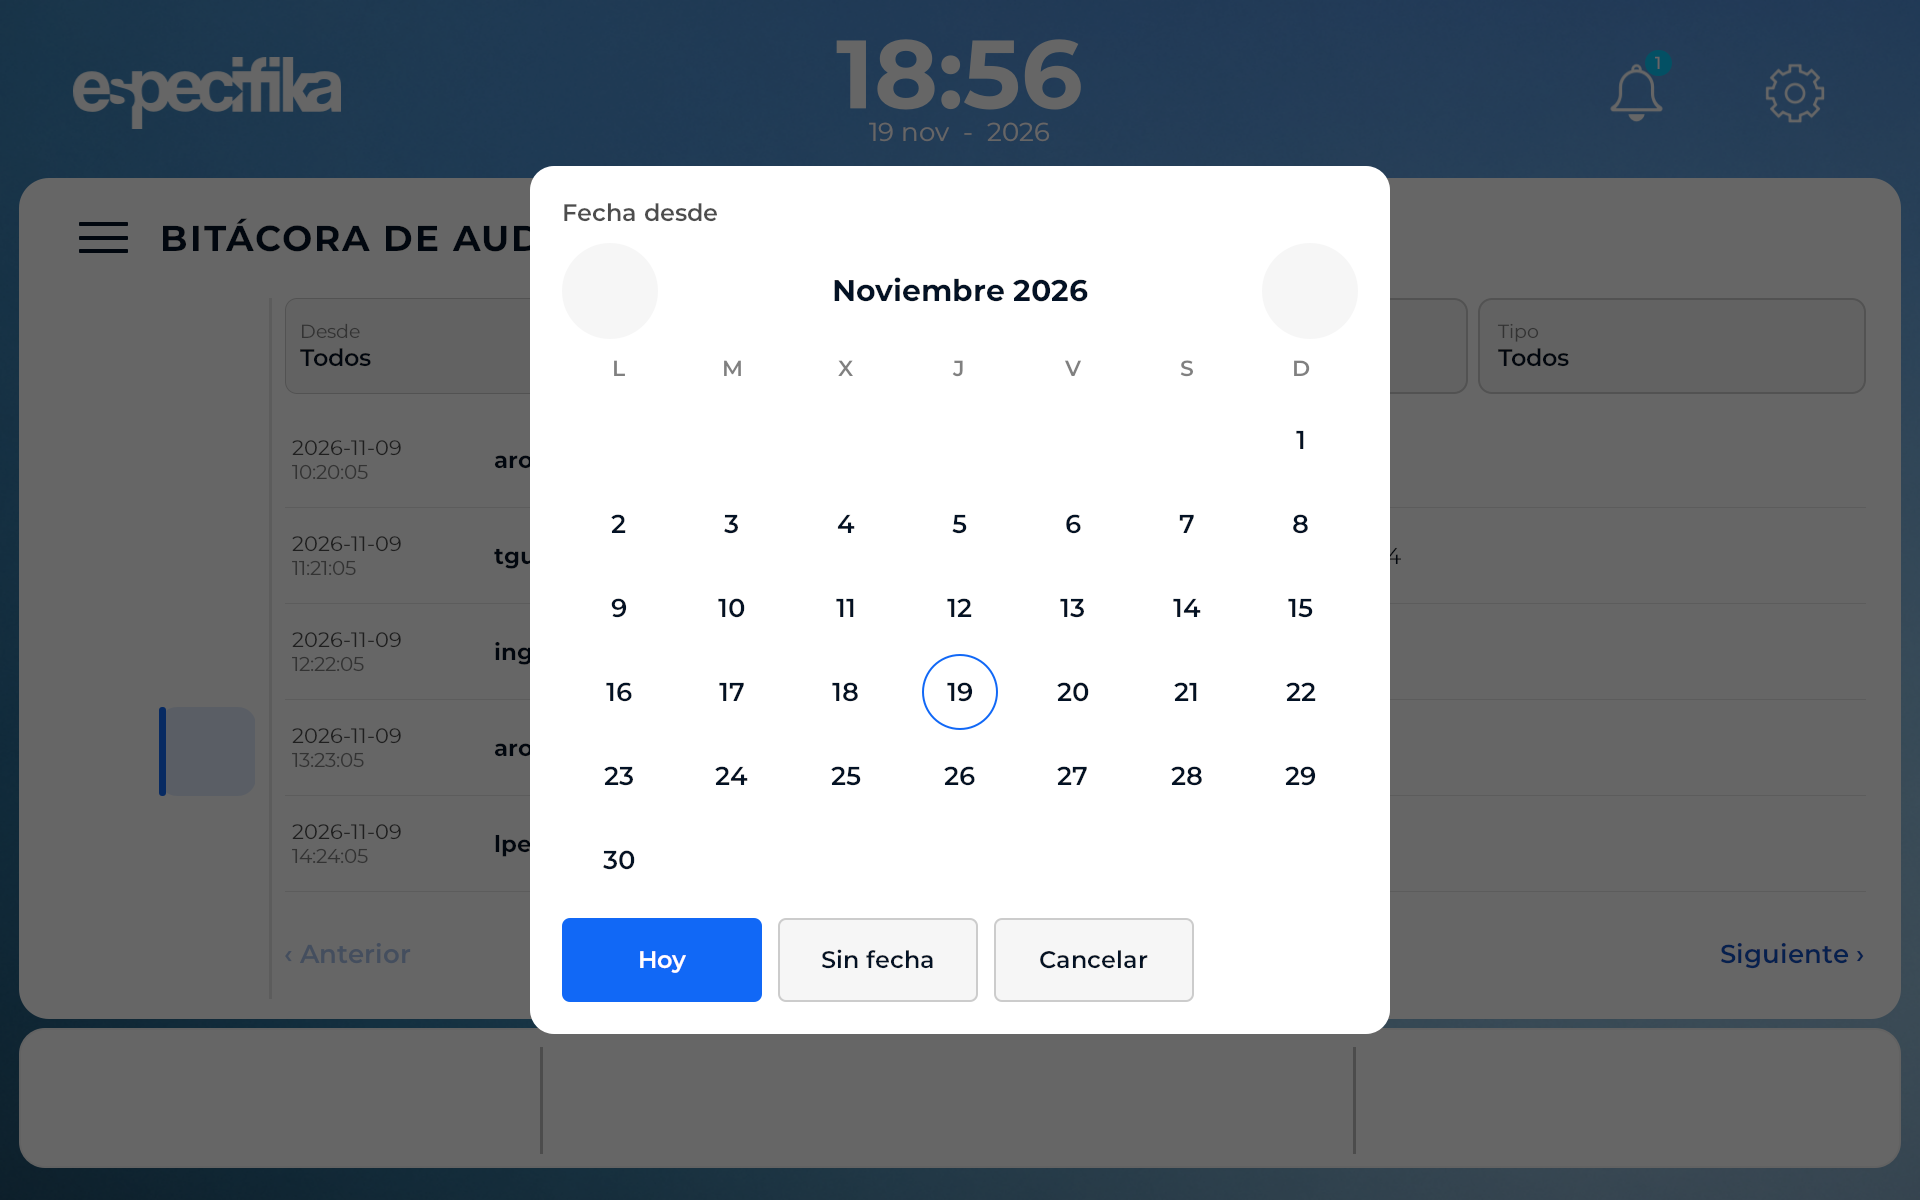 especifika
18:56
19 nov - 2026
1
BITÁCORA DE AUD
Desde
Todos
Tipo
Todos
2026-11-09
10:20:05
aro
2026-11-09
11:21:05
tgu
4
2026-11-09
12:22:05
ing
2026-11-09
13:23:05
aro
2026-11-09
14:24:05
lpe
‹ Anterior
Siguiente ›
Fecha desde
Noviembre 2026
L M X J V S D
1
2 3 4 5 6 7 8
9 10 11 12 13 14 15
16 17 18 19 20 21 22
23 24 25 26 27 28 29
30
Hoy
Sin fecha
Cancelar